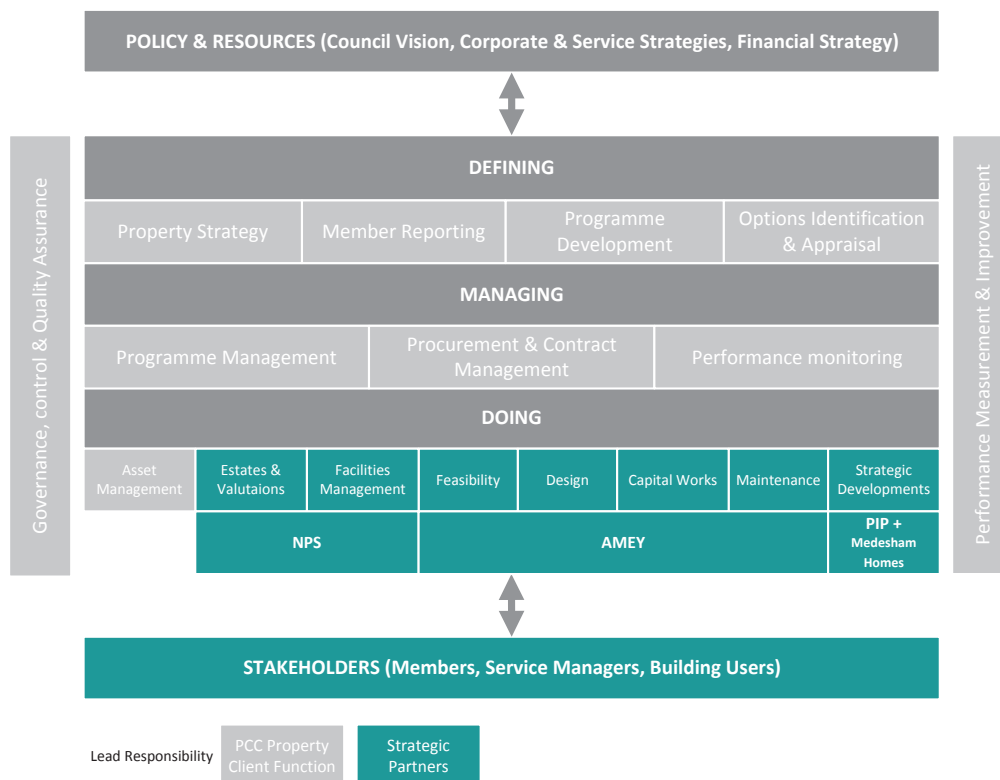 POLICY & RESOURCES (Council Vision, Corporate & Service Strategies, Financial Strategy)
Governance, control & Quality Assurance
DEFINING
Property Strategy
Member Reporting
Programme
Development
Options Identification
& Appraisal
MANAGING
Programme Management
Procurement & Contract
Management
Performance monitoring
DOING
Asset
Management
Estates &
Valutaions
Facilities
Management
Feasibility
Design
Capital Works
Maintenance
Strategic
Developments
NPS
AMEY
PIP +
Medesham
Homes
Performance Measurement & Improvement
STAKEHOLDERS (Members, Service Managers, Building Users)
Lead Responsibility
PCC Property
Client Function
Strategic
Partners